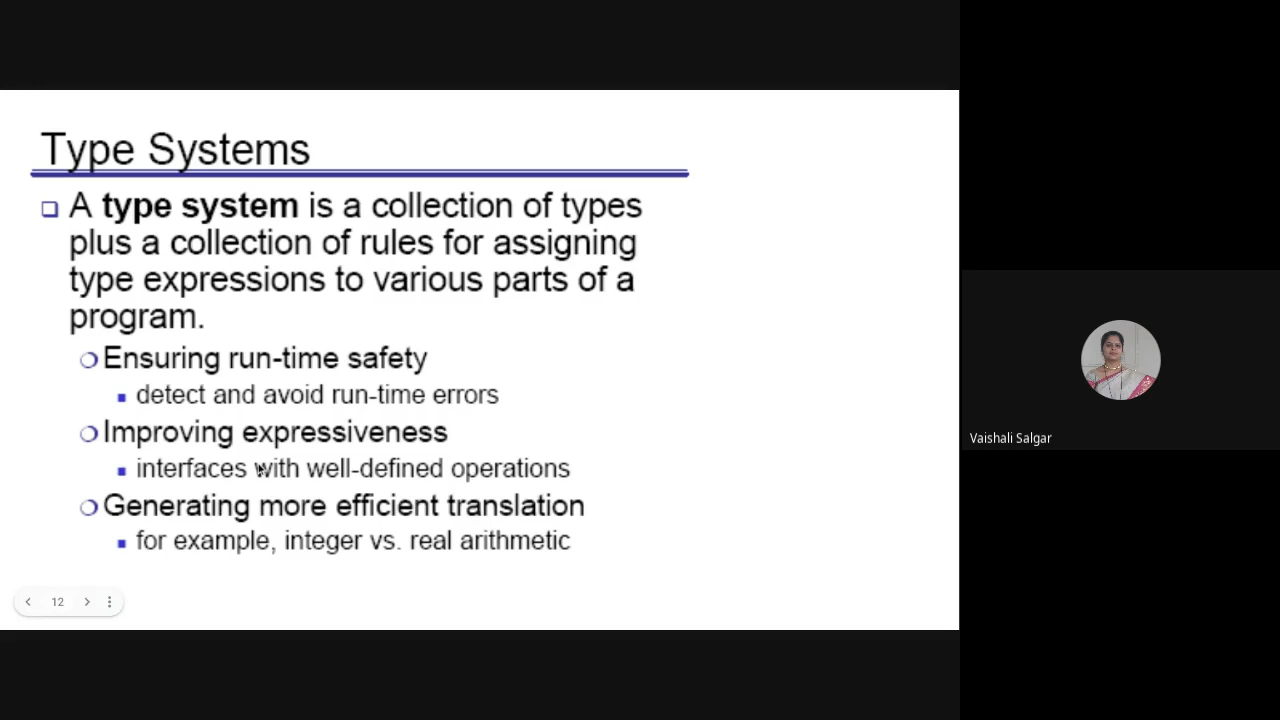 Type Systems
A type system is a collection of types
plus a collection of rules for assigning
type expressions to various parts of a
program.
Ensuring run-time safety
detect and avoid run-time errors
Improving expressiveness
interfaces with well-defined operations
Generating more efficient translation
for example, integer vs. real arithmetic
12
Vaishali Salgar